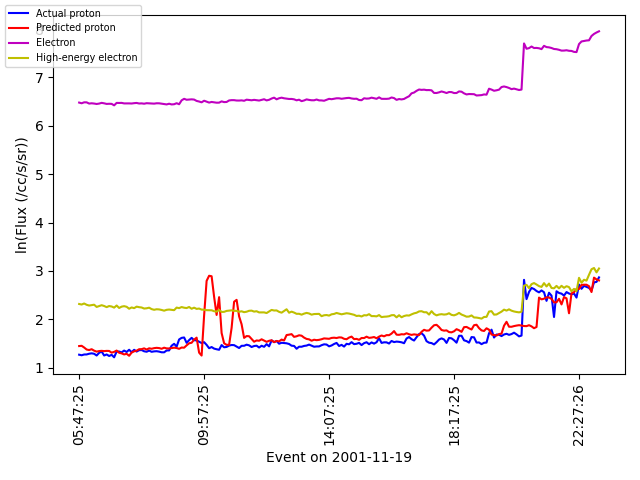 Actual proton
Predicted proton
Electron
High-energy electron
7
6
5
4
3
2
1
ln(Flux (/cc/s/sr))
05:47:25
09:57:25
14:07:25
18:17:25
22:27:26
Event on 2001-11-19